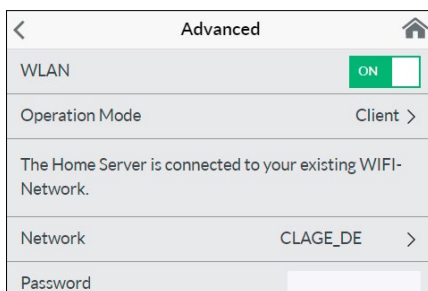 Advanced
WLAN ON
Operation Mode Client
The Home Server is connected to your existing WIFI-
Network.
Network CLAGE_DE
Password